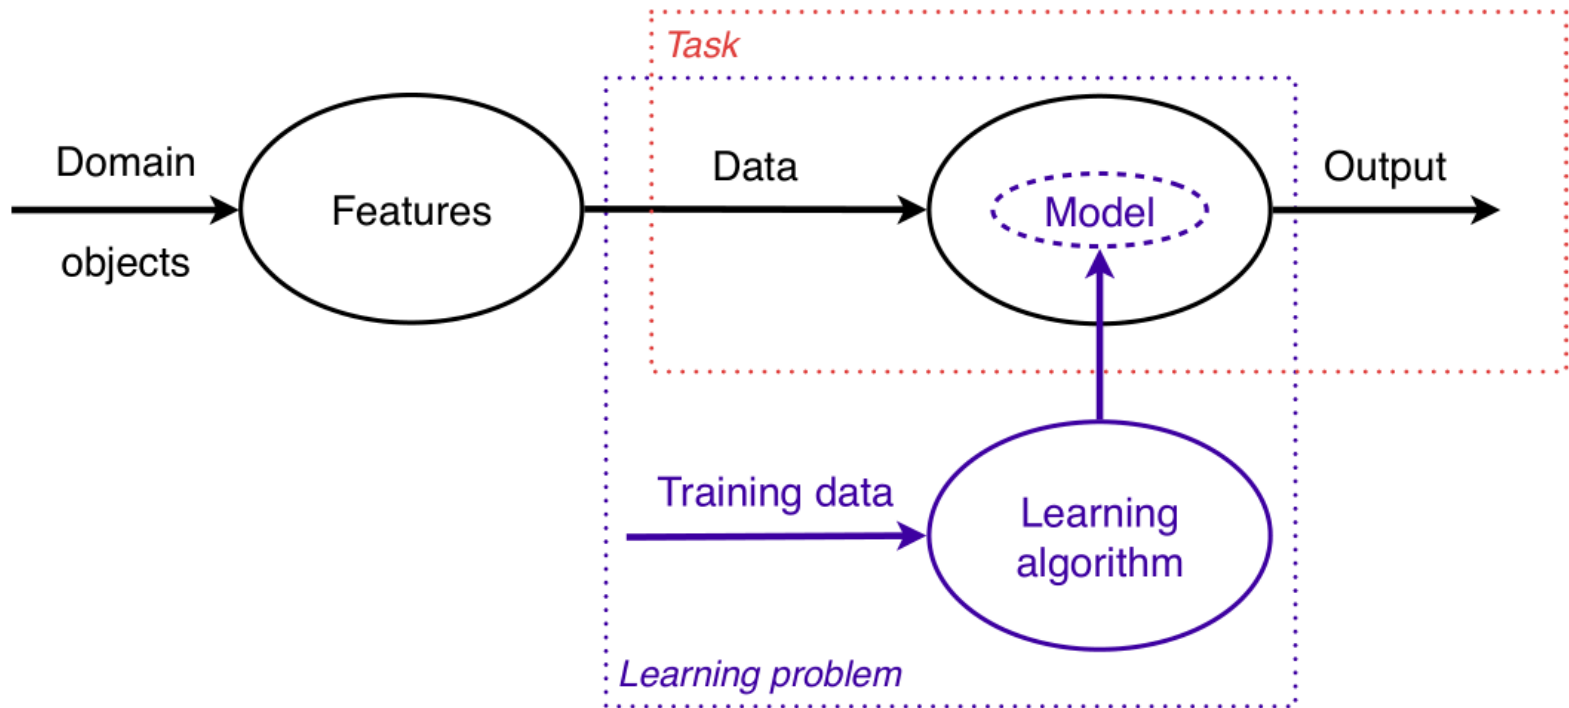 Task
Domain
objects
Features
Data
Model
Output
Training data
Learning
algorithm
Learning problem